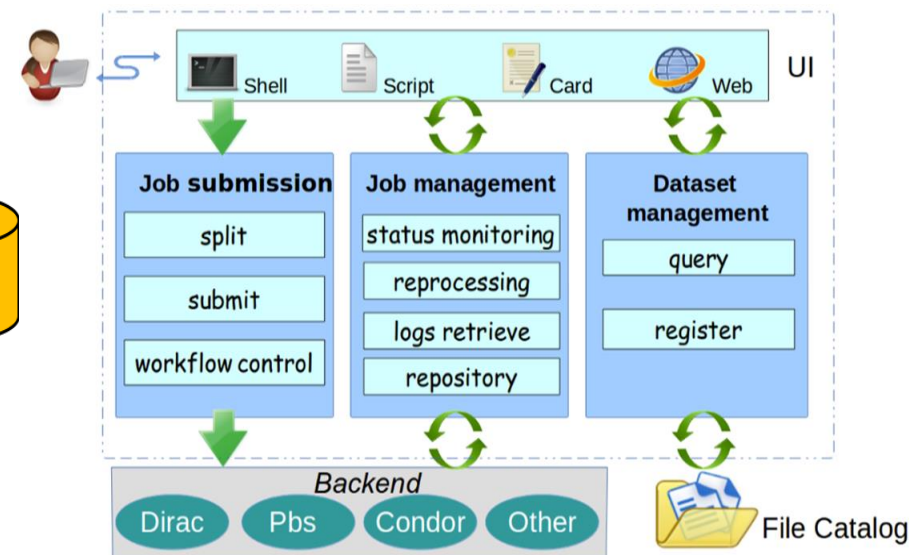 UI
Shell
Script
Card
Web
Job submission
split
submit
workflow control
Job management
status monitoring
reprocessing
logs retrieve
repository
Dataset
management
query
register
Backend
Dirac
Pbs
Condor
Other
File Catalog